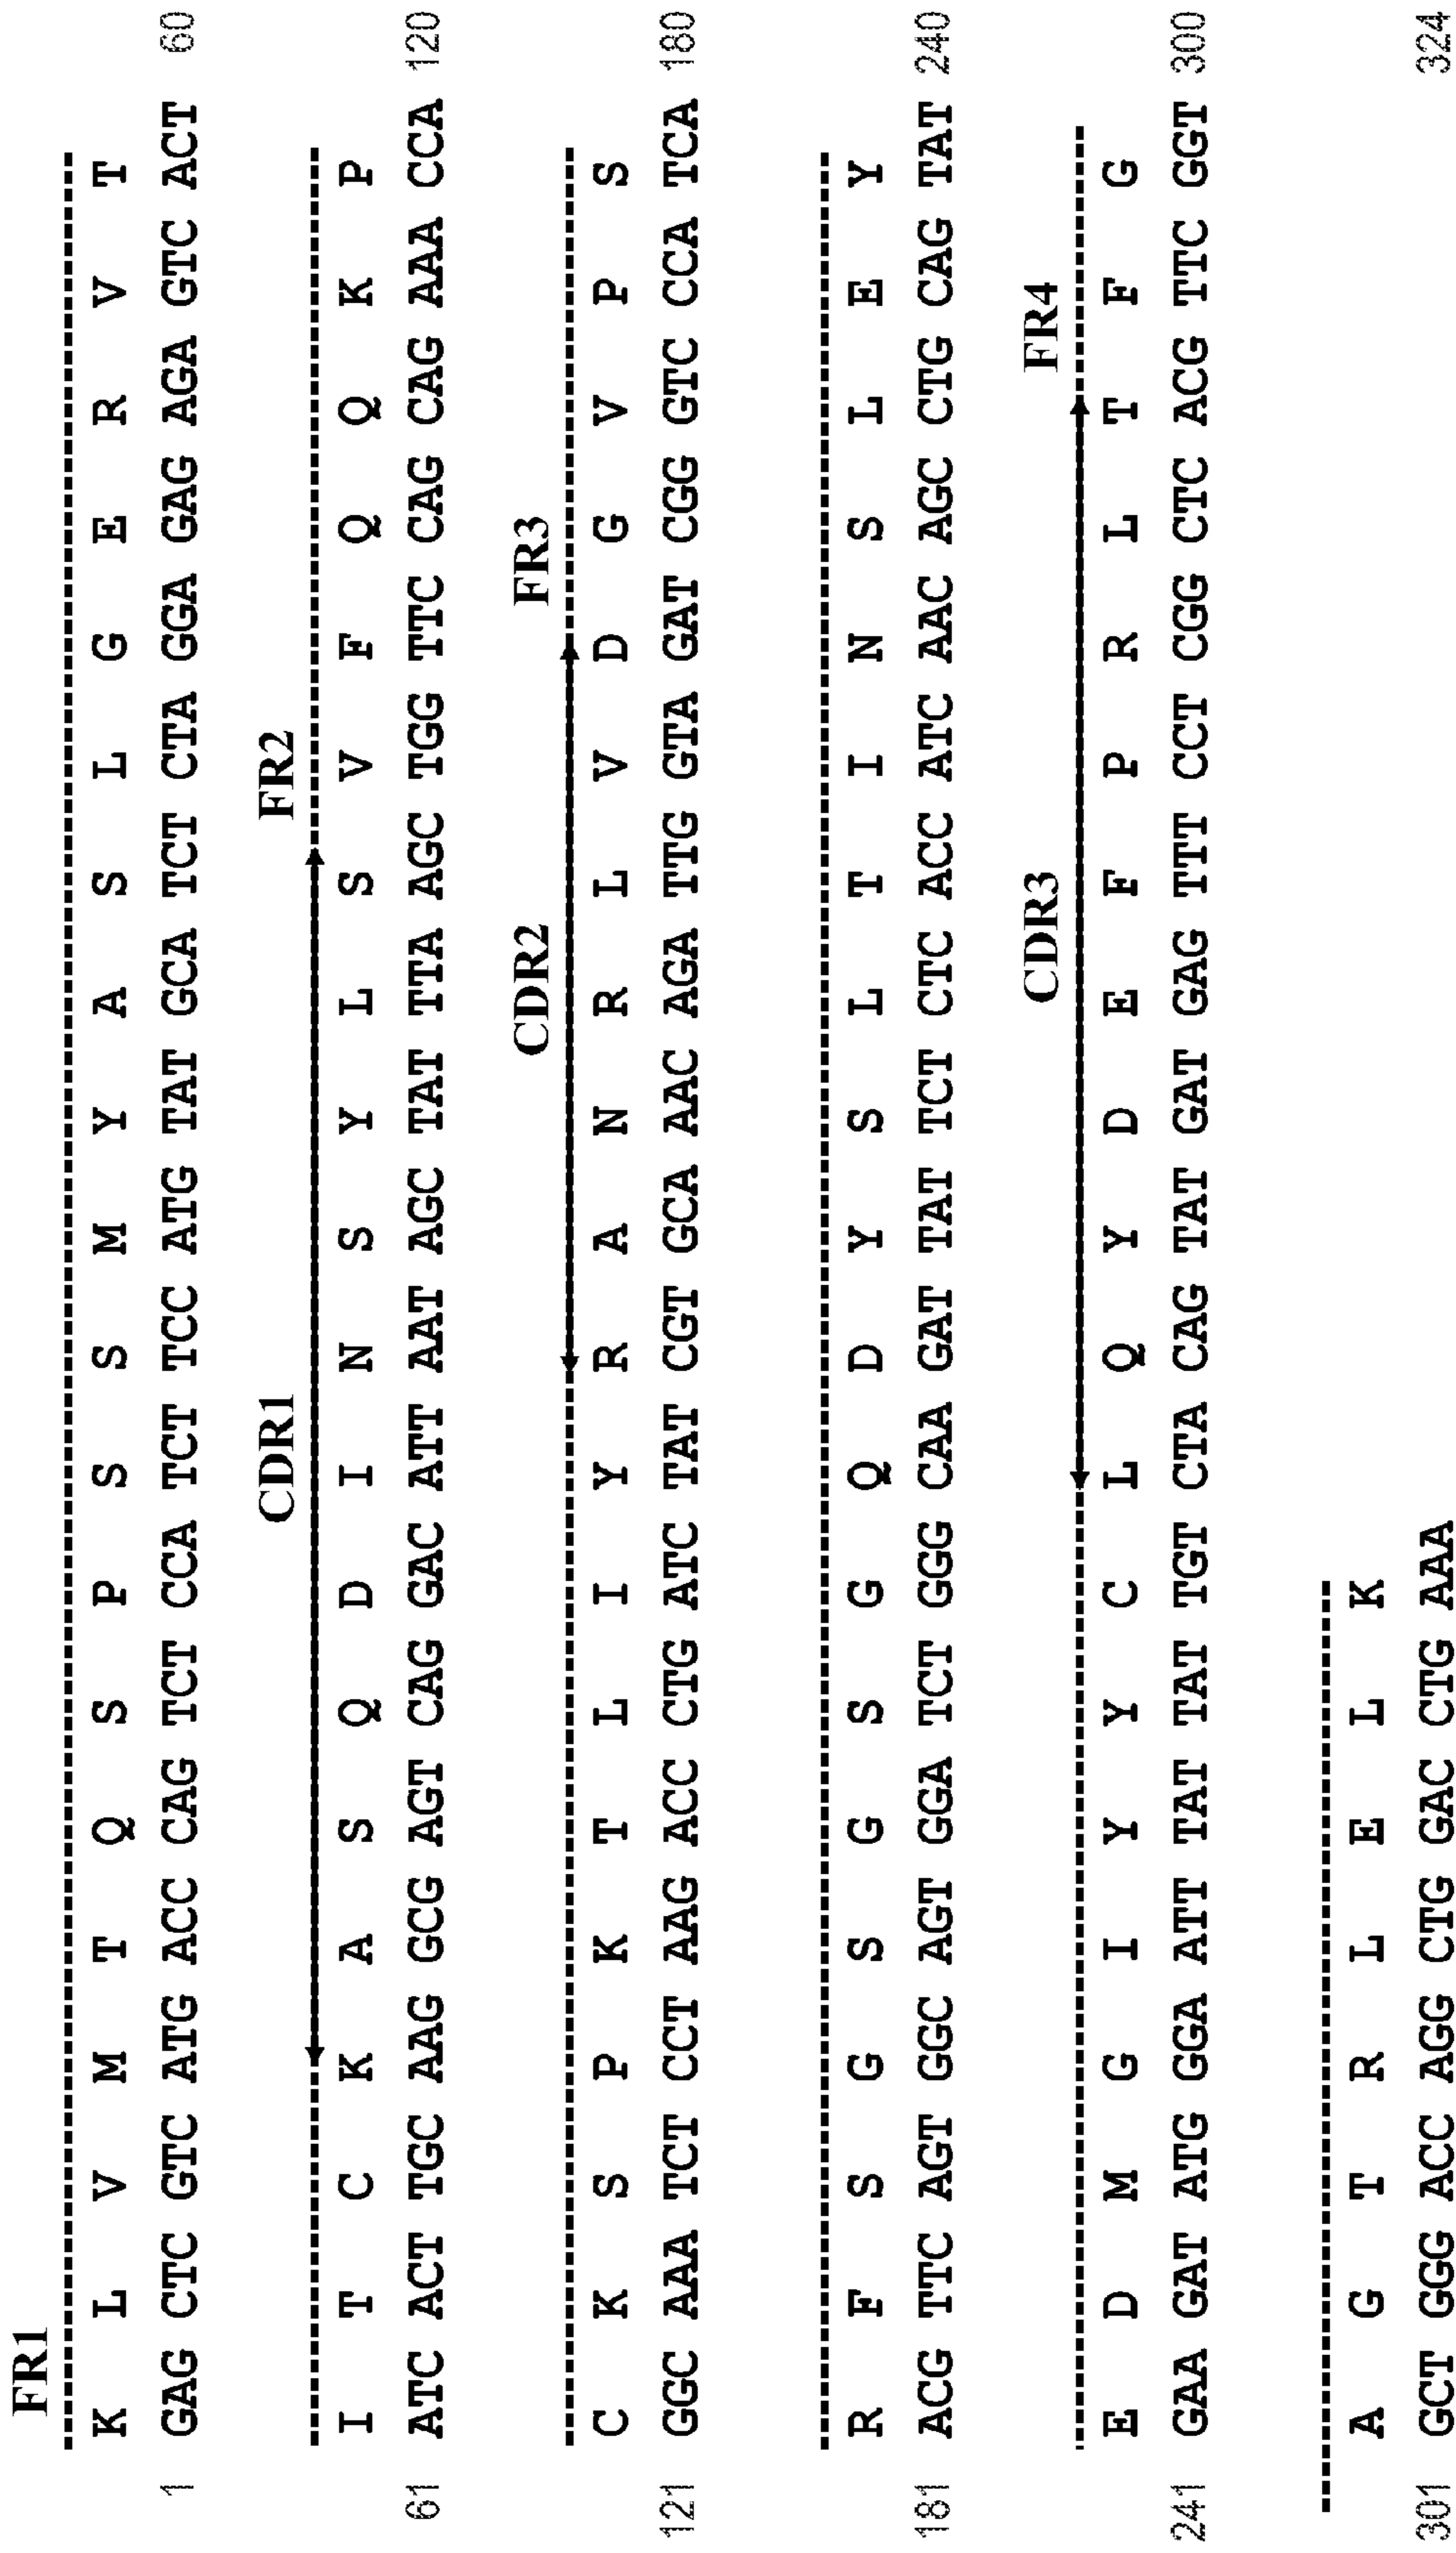 FR1
K L V M T Q S P S S M Y A S L G E R V T
1 GAG CTC GTC ATG ACC CAG TCT CCA TCT TCC ATG TAT GCA TCT CTA GGA GAG AGA GTC ACT 60
CDR1 FR2
I T C K A S Q D I N S Y L S V F Q Q K P
61 ATC ACT TGC AAG GCG AGT CAG GAC ATT AAT AGC TAT TTA AGC TGG TTC CAG CAG AAA CCA 120
CDR2 FR3
C K S P K T L I Y R A N R L V D G V P S
121 GGC AAA TCT CCT AAG ACC CTG ATC TAT CGT GCA AAC AGA TTG GTA GAT CGG GTC CCA TCA 180
R F S G S G S G Q D Y S L T I N S L E Y
181 ACG TTC AGT GGC AGT GGA TCT GGG CAA GAT TAT TCT CTC ACC ATC AAC AGC CTG CAG TAT 240
CDR3 FR4
E D M G I Y Y C L Q Y D E F P R L T F G
241 GAA GAT ATG GGA ATT TAT TAT TGT CTA CAG TAT GAT GAG TTT CCT CGG CTC ACG TTC GGT 300
A G T R L E L K
301 GCT GGG ACC AGG CTG GAC CTG AAA 324